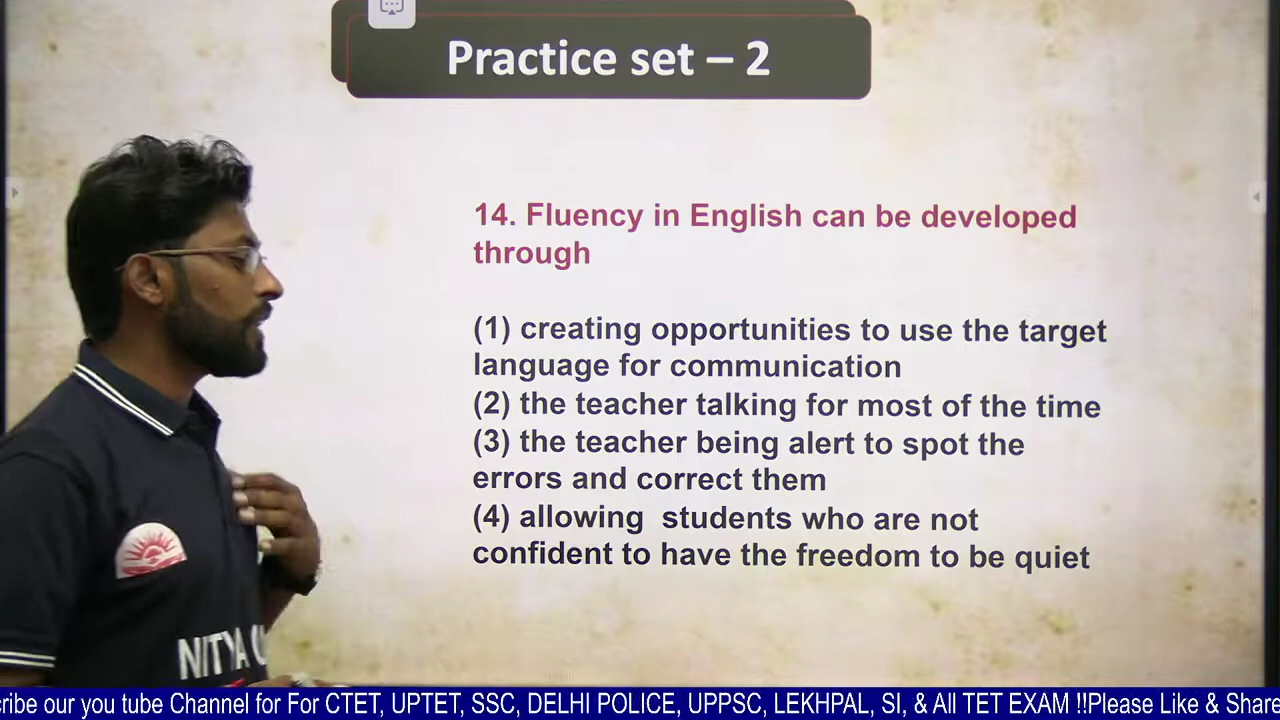 Practice set – 2
14. Fluency in English can be developed
through
(1) creating opportunities to use the target
language for communication
(2) the teacher talking for most of the time
(3) the teacher being alert to spot the
errors and correct them
(4) allowing  students who are not
confident to have the freedom to be quiet
NITYA
our you tube Channel for For CTET, UPTET, SSC, DELHI POLICE, UPPSC, LEKHPAL, SI, & All TET EXAM !!Please Like & Share